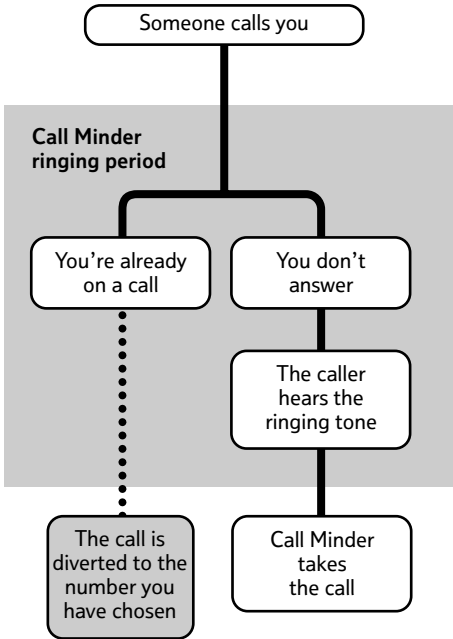 Someone calls you
Call Minder
ringing period
You’re already
on a call
You don’t
answer
The caller
hears the
ringing tone
The call is
diverted to the
number you
have chosen
Call Minder
takes
the call